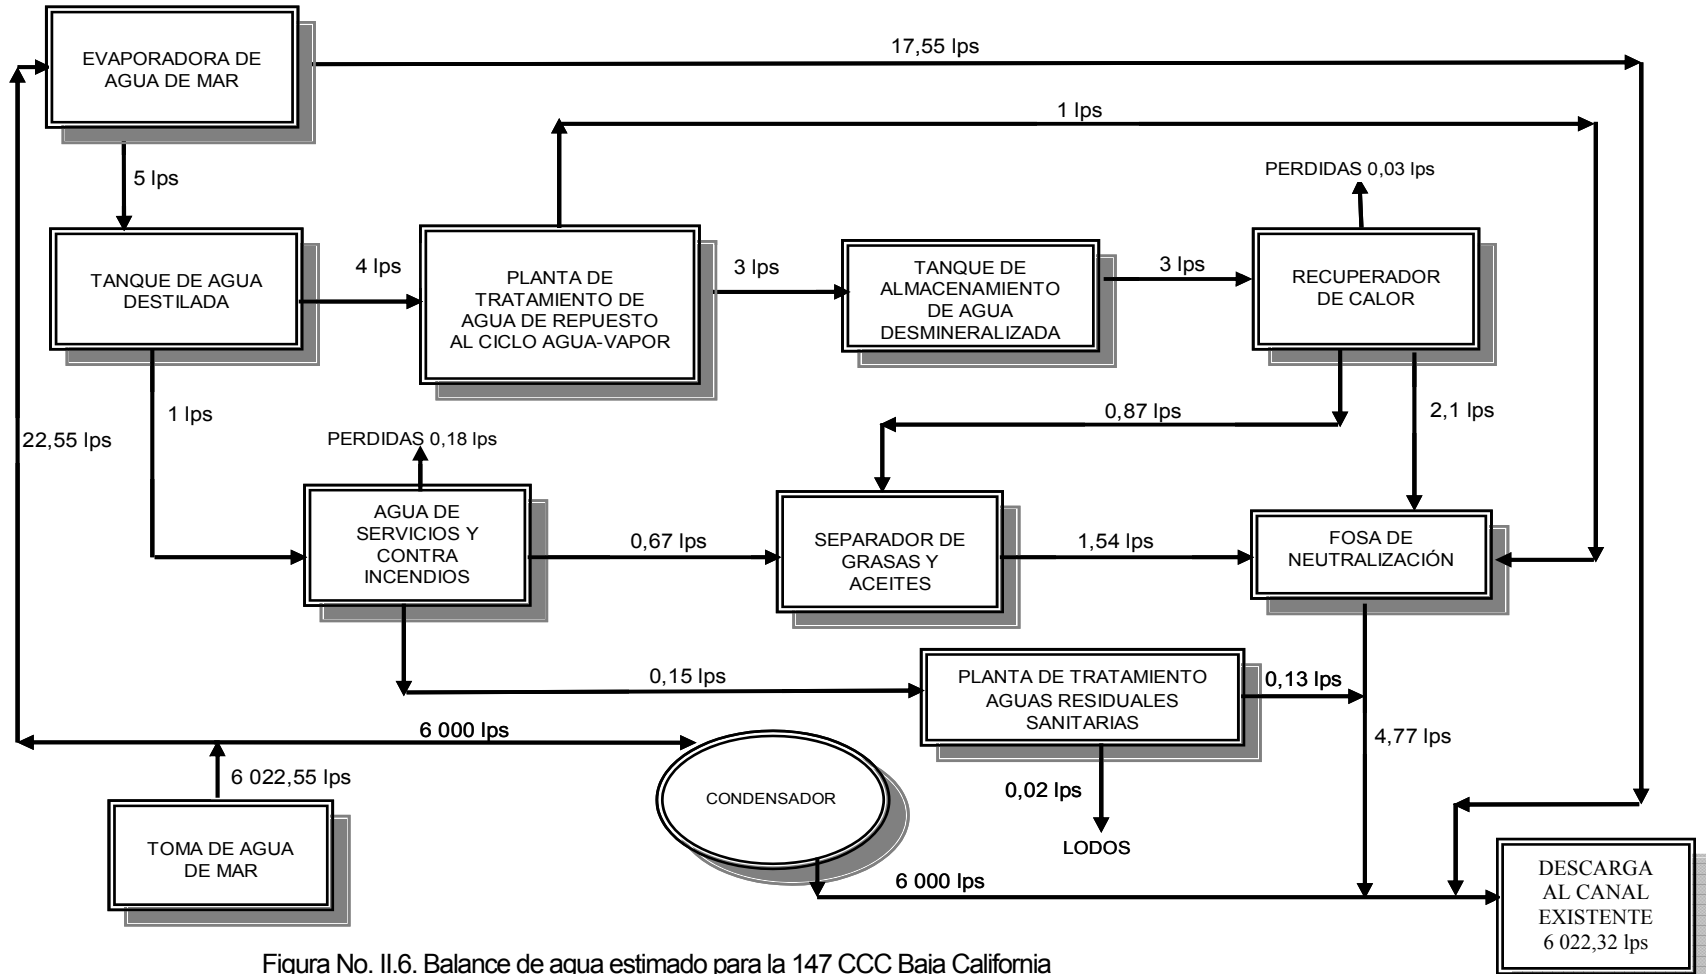 EVAPORADORA DE
AGUA DE MAR
17,55 lps
1 lps
5 lps
PERDIDAS 0,03 lps
TANQUE DE AGUA
DESTILADA
4 lps
PLANTA DE
TRATAMIENTO DE
AGUA DE REPUESTO
AL CICLO AGUA-VAPOR
3 lps
TANQUE DE
ALMACENAMIENTO
DE AGUA
DESMINERALIZADA
3 lps
RECUPERADOR
DE CALOR
1 lps
0,87 lps
2,1 lps
22,55 lps
PERDIDAS 0,18 lps
AGUA DE
SERVICIOS Y
CONTRA
INCENDIOS
0,67 lps
SEPARADOR DE
GRASAS Y
ACEITES
1,54 lps
FOSA DE
NEUTRALIZACIÓN
0,15 lps
PLANTA DE TRATAMIENTO
AGUAS RESIDUALES
SANITARIAS
0,13 lps
6 000 lps
4,77 lps
6 022,55 lps
CONDENSADOR
0,02 lps
LODOS
TOMA DE AGUA
DE MAR
6 000 lps
DESCARGA
AL CANAL
EXISTENTE
6 022,32 lps
Figura No. II.6. Balance de agua estimado para la 147 CCC Baja California